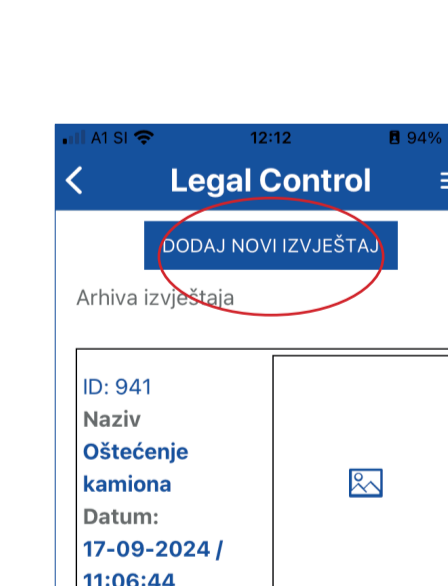 A1 SI 12:12 94%
Legal Control
DODAJ NOVI IZVJEŠTAJ
Arhiva izvještaja
ID: 941
Naziv
Oštećenje
kamiona
Datum:
17-09-2024 /
11:06:44